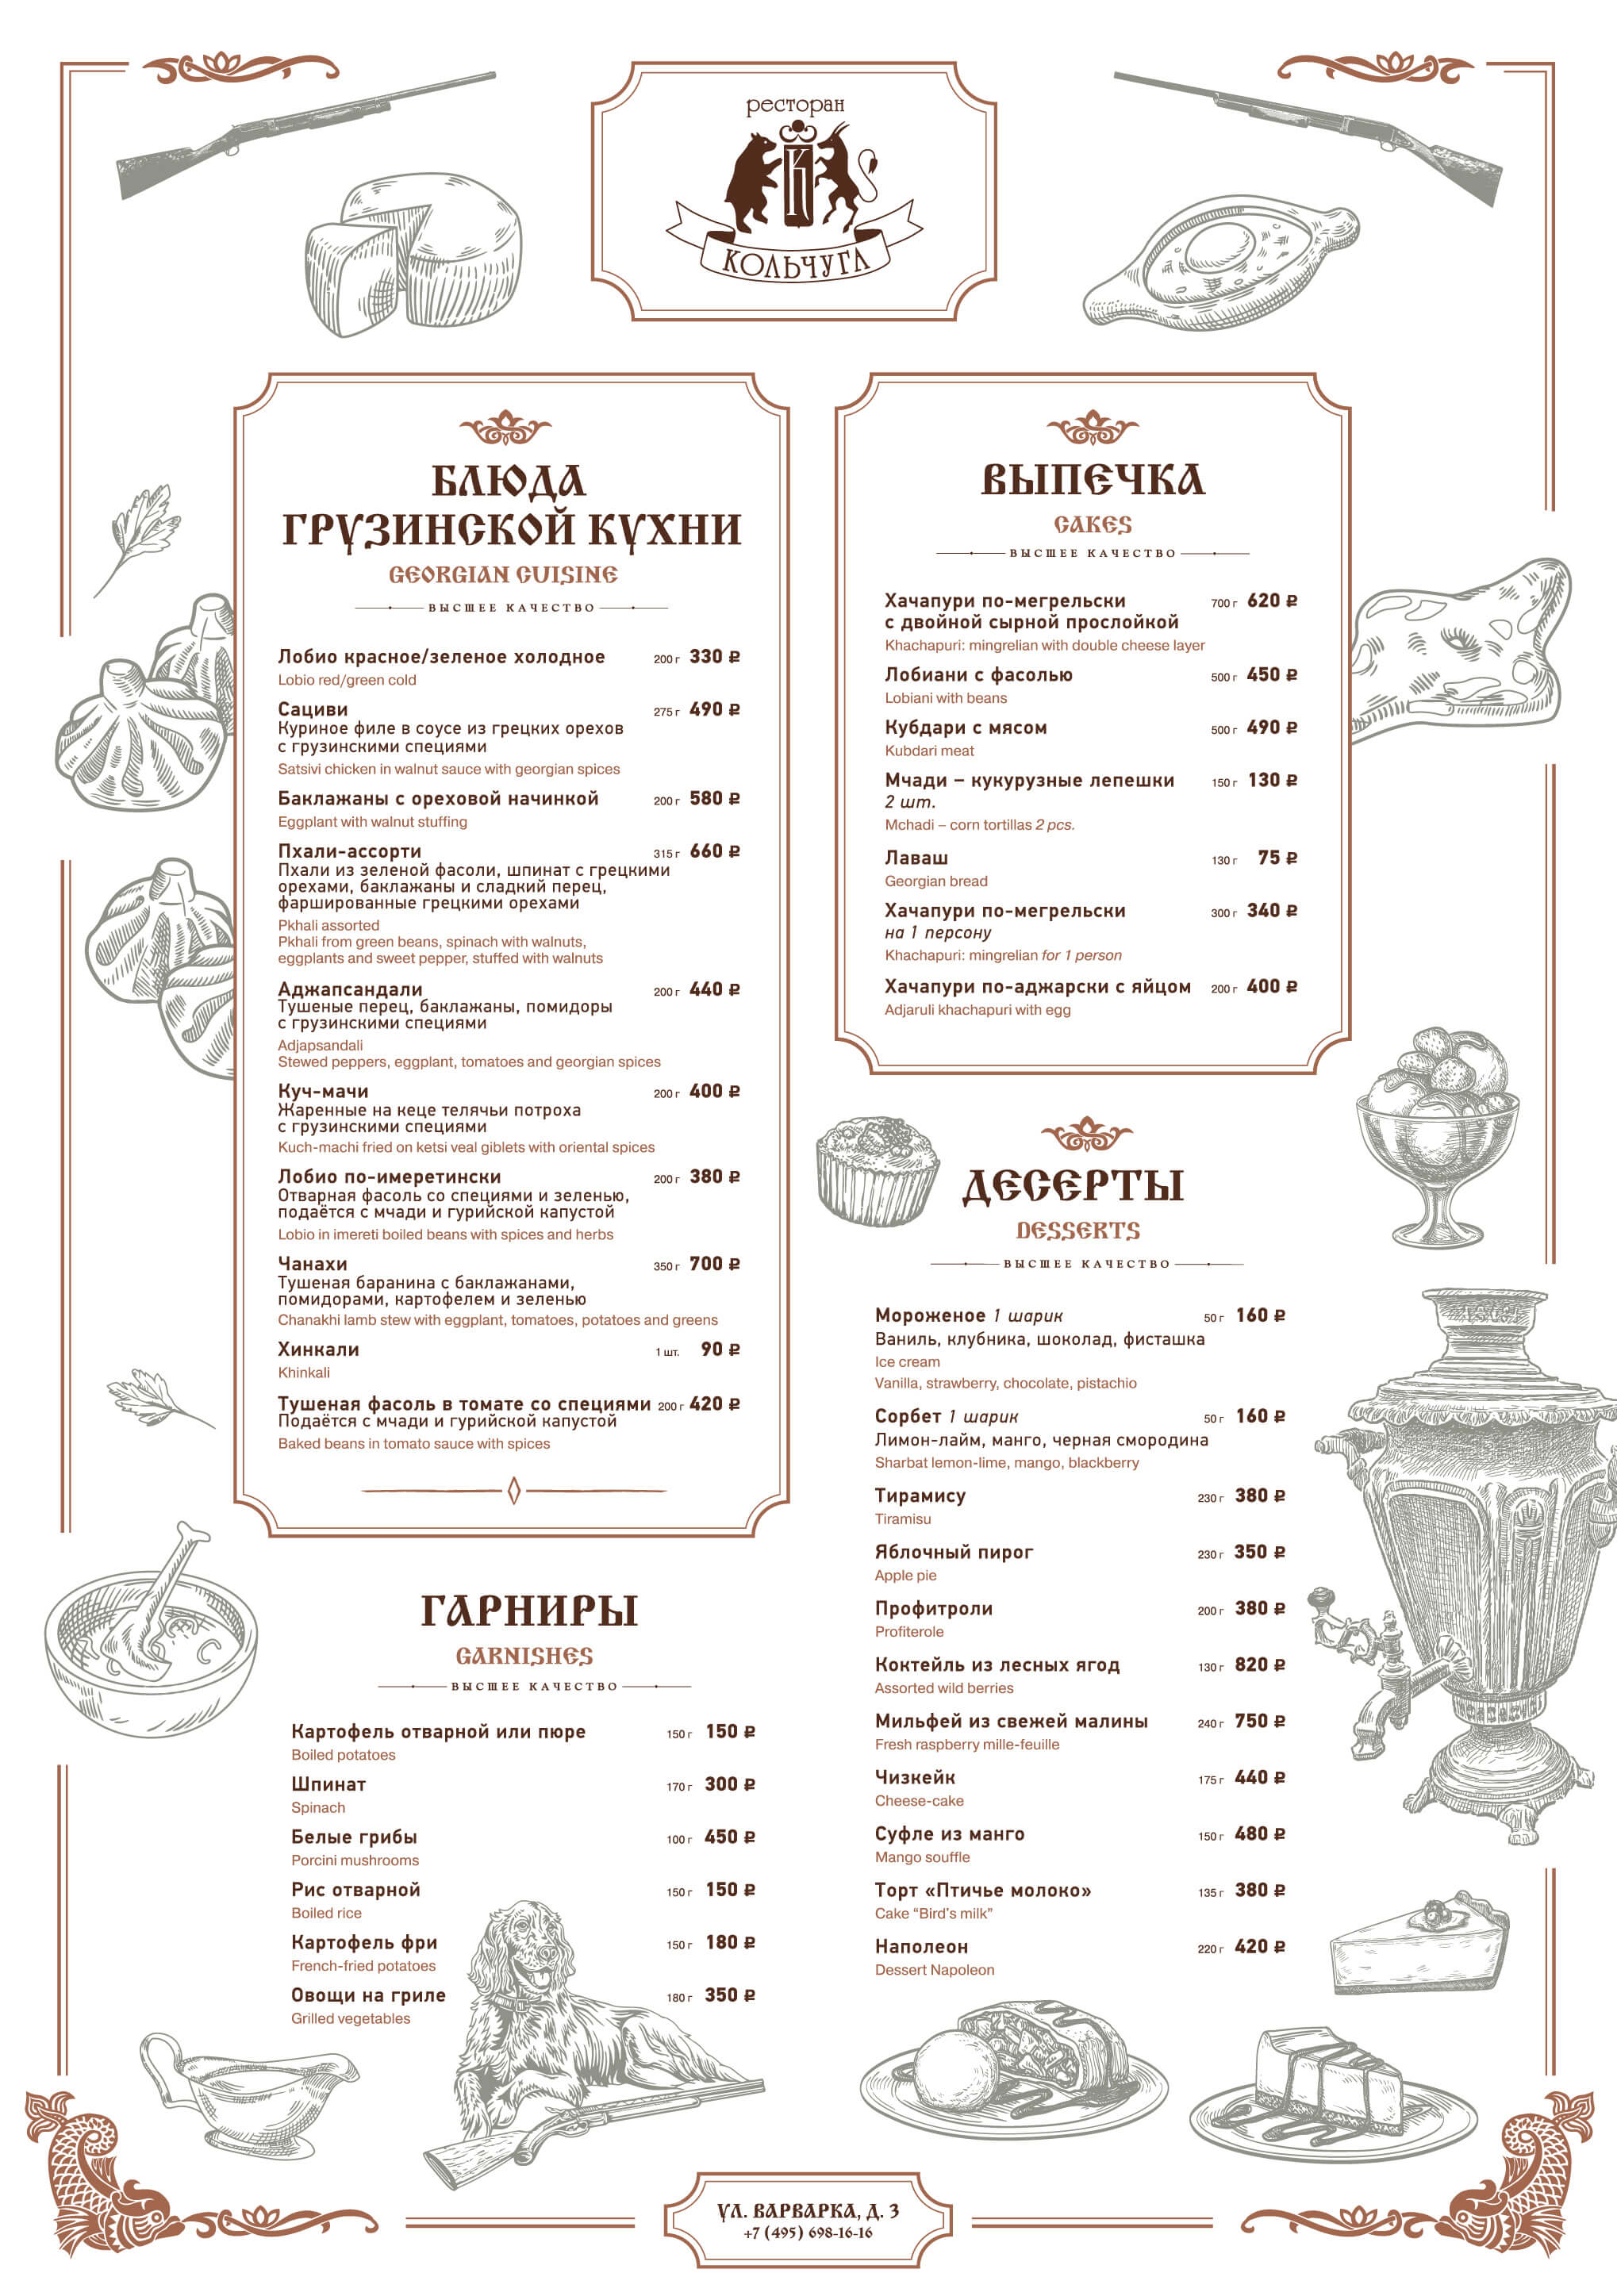 ресторан
К
КОЛЬЧУГА
БЛЮДА
ГРУЗИНСКОЙ КУХНИ
GEORGIAN CUISINE
ВЫСШЕЕ КАЧЕСТВО
Лобио красное/зеленое холодное 200 г 330 ₽
Lobio red/green cold
Сациви 275 г 490 ₽
Куриное филе в соусе из грецких орехов
с грузинскими специями
Satsivi chicken in walnut sauce with georgian spices
Баклажаны с ореховой начинкой 200 г 580 ₽
Eggplant with walnut stuffing
Пхали-ассорти 315 г 660 ₽
Пхали из зеленой фасоли, шпинат с грецкими
орехами, баклажаны и сладкий перец,
фаршированные грецкими орехами
Pkhali assorted
Pkhali from green beans, spinach with walnuts,
eggplants and sweet pepper, stuffed with walnuts
Аджапсандали 200 г 440 ₽
Тушеные перец, баклажаны, помидоры
с грузинскими специями
Adjapsandali
Stewed peppers, eggplant, tomatoes and georgian spices
Куч-мачи 200 г 400 ₽
Жаренные на кеце телячьи потроха
с грузинскими специями
Kuch-machi fried on ketsi veal giblets with oriental spices
Лобио по-имеретински 200 г 380 ₽
Отварная фасоль со специями и зеленью,
подаётся с мчади и гурийской капустой
Lobio in imereti boiled beans with spices and herbs
Чанахи 350 г 700 ₽
Тушеная баранина с баклажанами,
помидорами, картофелем и зеленью
Chanakhi lamb stew with eggplant, tomatoes, potatoes and greens
Хинкали 1 шт. 90 ₽
Khinkali
Тушеная фасоль в томате со специями 200 г 420 ₽
Подаётся с мчади и гурийской капустой
Baked beans in tomato sauce with spices
ГАРНИРЫ
GARNISHES
ВЫСШЕЕ КАЧЕСТВО
Картофель отварной или пюре 150 г 150 ₽
Boiled potatoes
Шпинат 170 г 300 ₽
Spinach
Белые грибы 100 г 450 ₽
Porcini mushrooms
Рис отварной 150 г 150 ₽
Boiled rice
Картофель фри 150 г 180 ₽
French-fried potatoes
Овощи на гриле 180 г 350 ₽
Grilled vegetables
ВЫПЕЧКА
CAKES
ВЫСШЕЕ КАЧЕСТВО
Хачапури по-мегрельски 700 г 620 ₽
с двойной сырной прослойкой
Khachapuri: mingrelian with double cheese layer
Лобиани с фасолью 500 г 450 ₽
Lobiani with beans
Кубдари с мясом 500 г 490 ₽
Kubdari meat
Мчади – кукурузные лепешки 150 г 130 ₽
2 шт.
Mchadi – corn tortillas 2 pcs.
Лаваш 130 г 75 ₽
Georgian bread
Хачапури по-мегрельски 300 г 340 ₽
на 1 персону
Khachapuri: mingrelian for 1 person
Хачапури по-аджарски с яйцом 200 г 400 ₽
Adjaruli khachapuri with egg
ДЕСЕРТЫ
DESSERTS
ВЫСШЕЕ КАЧЕСТВО
Мороженое 1 шарик 50 г 160 ₽
Ваниль, клубника, шоколад, фисташка
Ice cream
Vanilla, strawberry, chocolate, pistachio
Сорбет 1 шарик 50 г 160 ₽
Лимон-лайм, манго, черная смородина
Sharbat lemon-lime, mango, blackberry
Тирамису 230 г 380 ₽
Tiramisu
Яблочный пирог 230 г 350 ₽
Apple pie
Профитроли 200 г 380 ₽
Profiterole
Коктейль из лесных ягод 130 г 820 ₽
Assorted wild berries
Мильфей из свежей малины 240 г 750 ₽
Fresh raspberry mille-feuille
Чизкейк 175 г 440 ₽
Cheese-cake
Суфле из манго 150 г 480 ₽
Mango souffle
Торт «Птичье молоко» 135 г 380 ₽
Cake “Bird's milk”
Наполеон 220 г 420 ₽
Dessert Napoleon
УЛ. ВАРВАРКА, Д. 3
+7 (495) 698-16-16